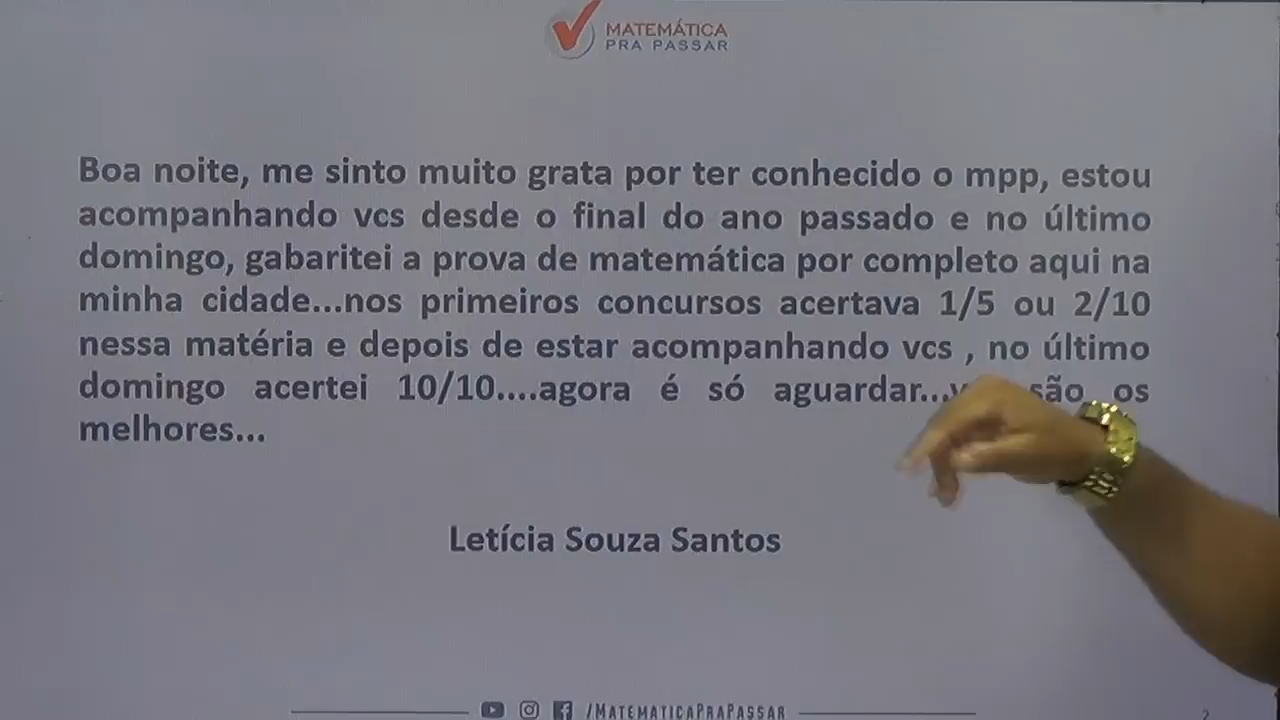 MATEMÁTICA
PRA PASSAR
Boa noite, me sinto muito grata por ter conhecido o mpp, estou
acompanhando vcs desde o final do ano passado e no último
domingo, gabaritei a prova de matemática por completo aqui na
minha cidade...nos primeiros concursos acertava 1/5 ou 2/10
nessa matéria e depois de estar acompanhando vcs , no último
domingo acertei 10/10....agora é só aguardar... são os
melhores...
Letícia Souza Santos
/MATEMATICAPRAPASSAR
2